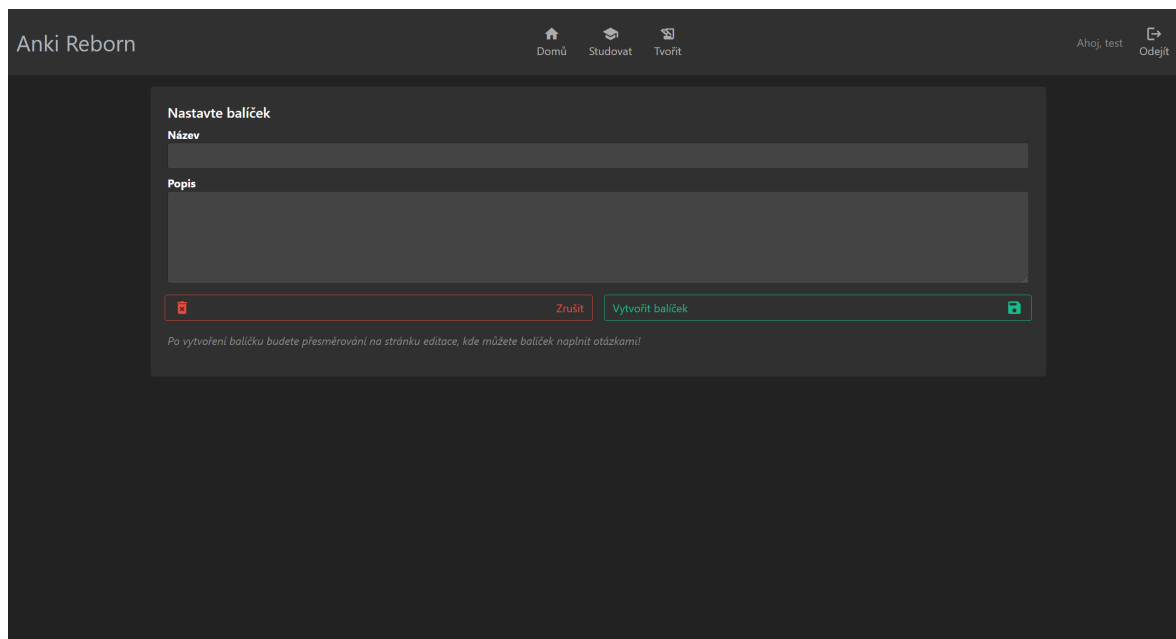 Anki Reborn
Domů
Studovat
Tvořit
Ahoj, test
Odejít
Nastavte balíček
Název
Popis
Zrušit
Vytvořit balíček
Po vytvoření balíčku budete přesměrování na stránku editace, kde můžete balíček naplnit otázkami!